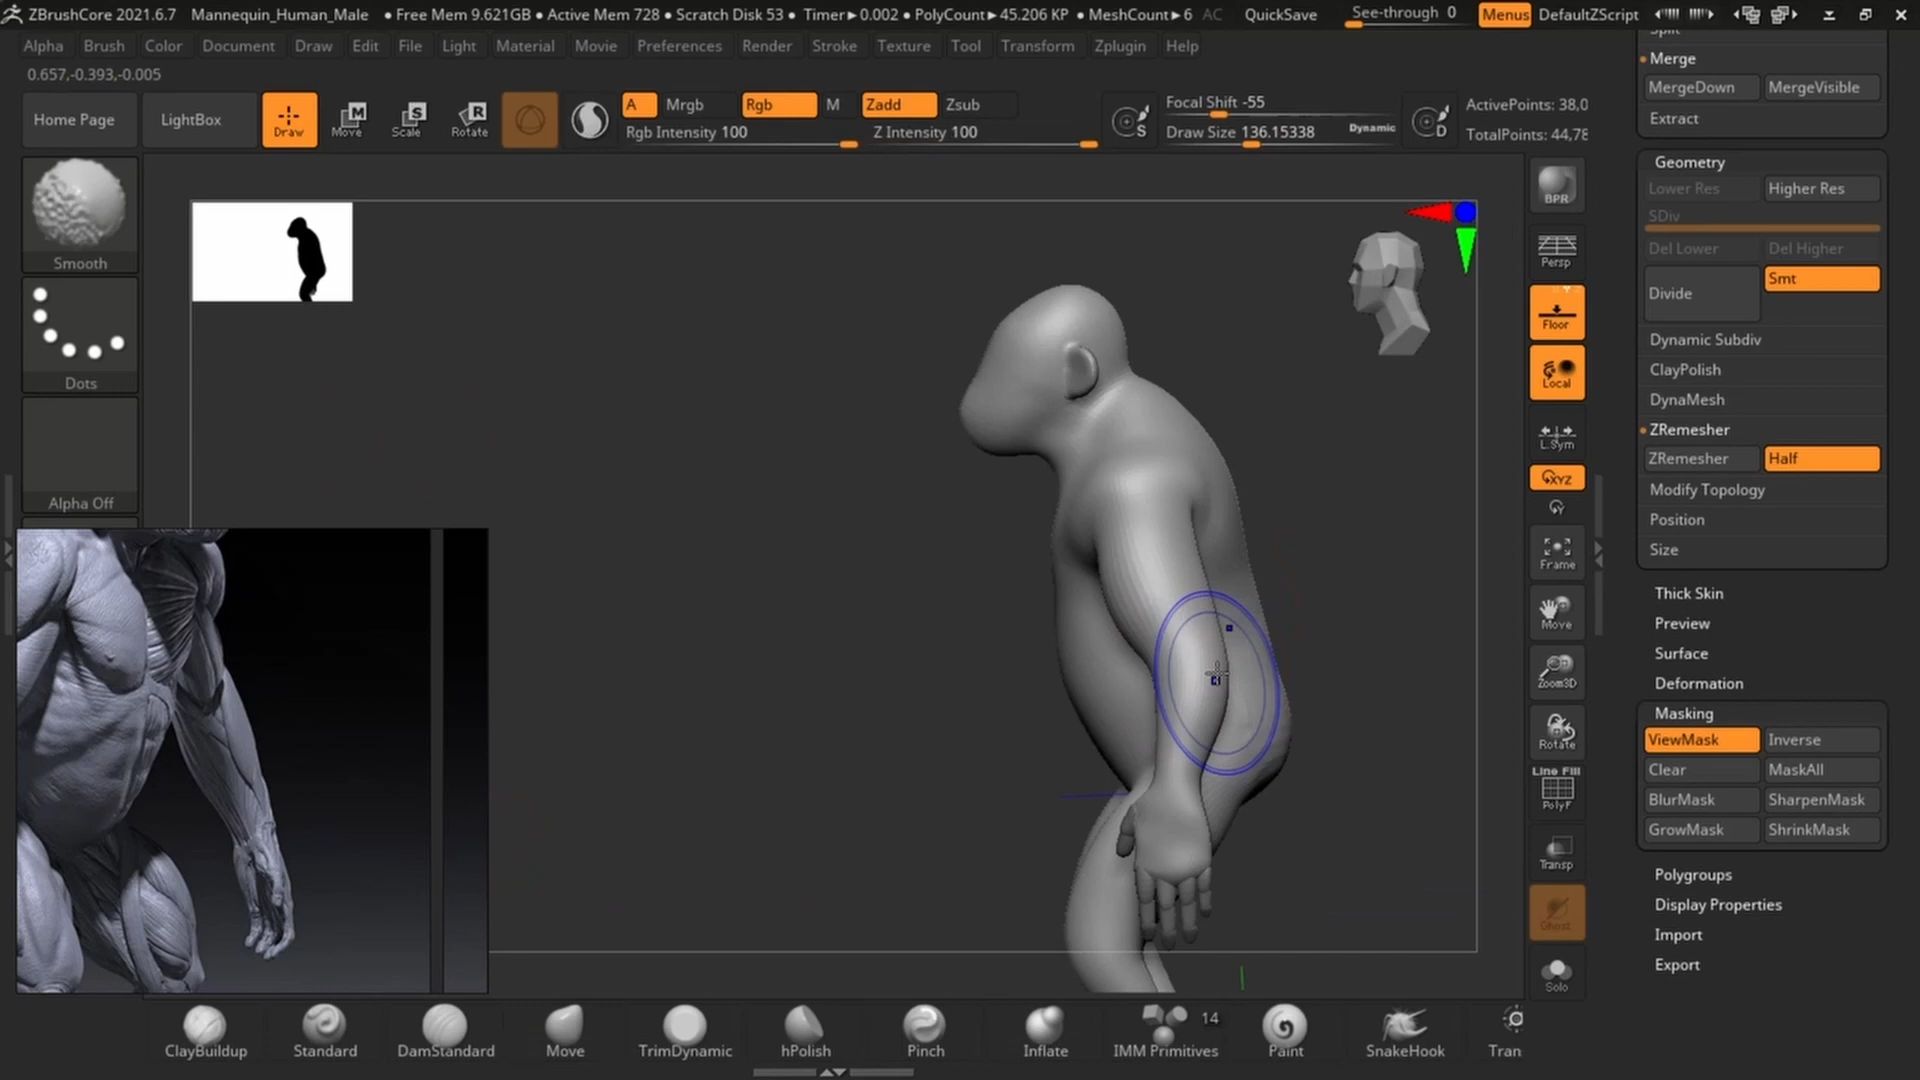 ZBrushCore 2021.6.7 Mannequin_Human_Male • Free Mem 9.621GB • Active Mem 728 • Scratch Disk 53 • Timer►0.002 • PolyCount►45.206 KP • MeshCount►6 AC QuickSave See-through 0 Menus DefaultZScript
Alpha Brush Color Document Draw Edit File Light Material Movie Preferences Render Stroke Texture Tool Transform Zplugin Help
0.657,-0.393,-0.005
Home Page LightBox Draw Move Scale Rotate
M S R
A Mrgb Rgb M Zadd Zsub
Rgb Intensity 100 Z Intensity 100
S Focal Shift -55
Draw Size 136.15338 Dynamic
D ActivePoints: 38,0
TotalPoints: 44,78
Smooth
Dots
Alpha Off
BPR
Persp
Floor
Local
L.Sym
XYZ
Y
Frame
Move
Zoom3D
Rotate
Line Fill
PolyF
Transp
Ghost
Solo
Split
Merge
MergeDown MergeVisible
Extract
Geometry
Lower Res Higher Res
SDiv
Del Lower Del Higher
Divide Smt
Dynamic Subdiv
ClayPolish
DynaMesh
ZRemesher
ZRemesher Half
Modify Topology
Position
Size
Thick Skin
Preview
Surface
Deformation
Masking
ViewMask Inverse
Clear MaskAll
BlurMask SharpenMask
GrowMask ShrinkMask
Polygroups
Display Properties
Import
Export
ClayBuildup Standard DamStandard Move TrimDynamic hPolish Pinch Inflate IMM Primitives 14 Paint SnakeHook Tran